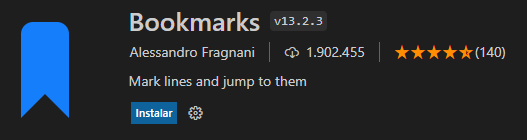 Bookmarks v13.2.3
Alessandro Fragnani 1.902.455 (140)
Mark lines and jump to them
Instalar